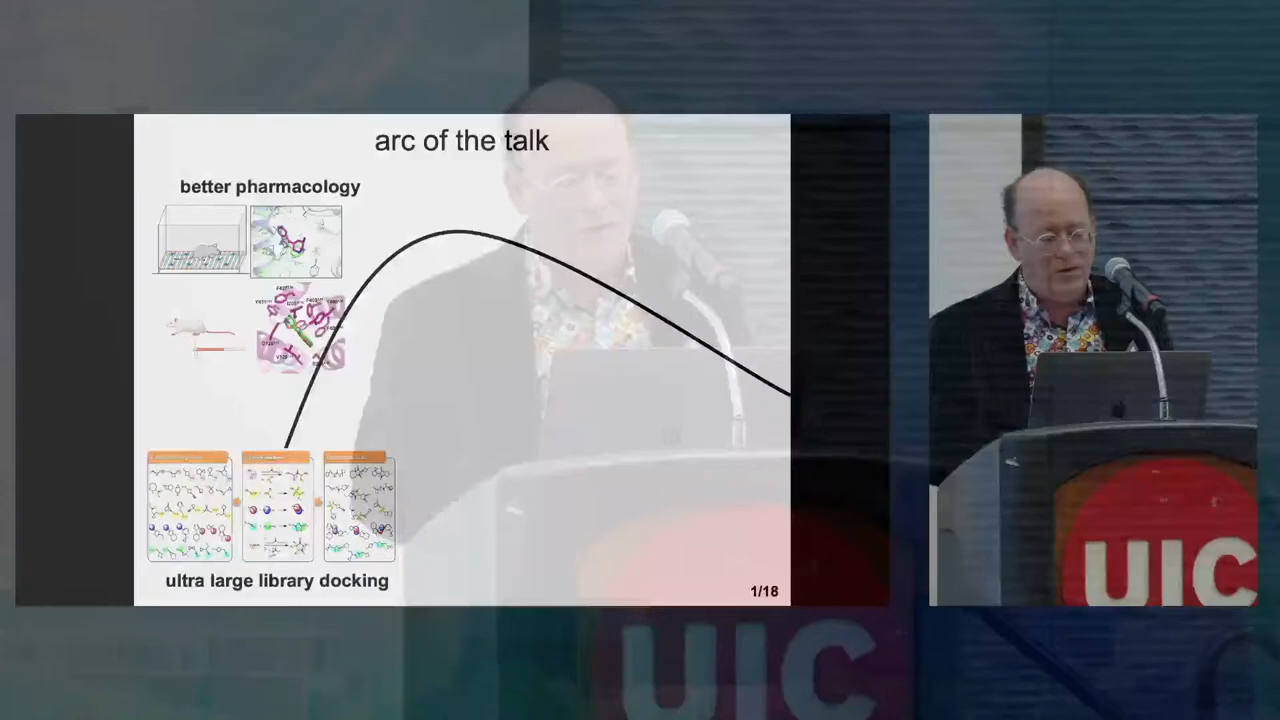 arc of the talk
better pharmacology
ultra large library docking
1/18
UIC
UIC